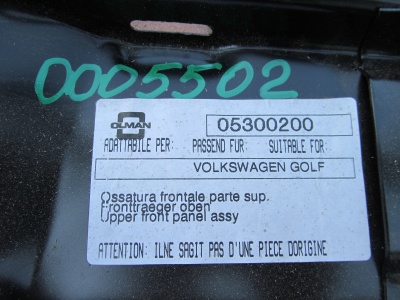 0005502
OLMAN
05300200
ADATTABILE PER: PASSEND FUR: SUITABLE FOR:
VOLKSWAGEN GOLF
Ossatura frontale parte sup.
Fronttraeger oben
Upper front panel assy
ATTENTION: ILNE SAGIT PAS D'UNE PIECE DORIGINE